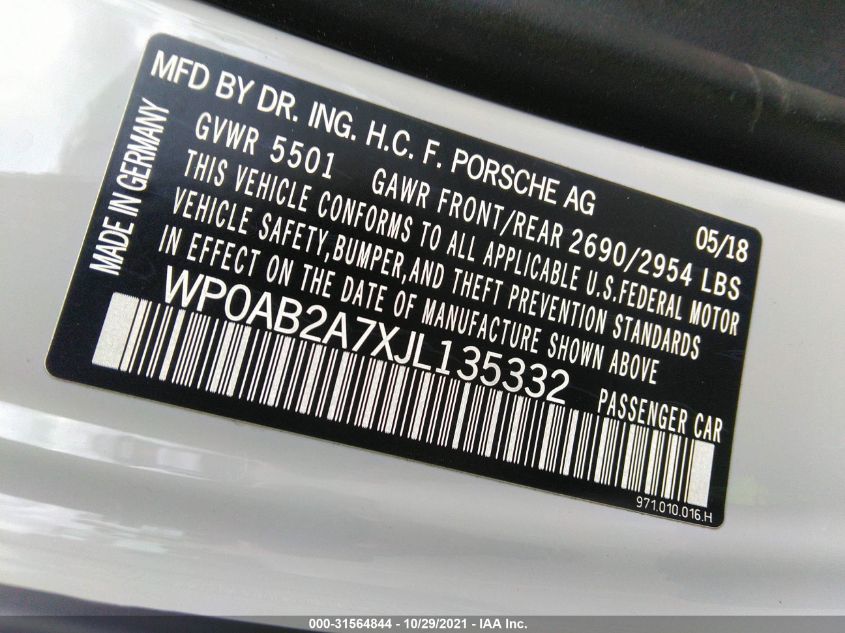 MFD BY DR. ING. H.C. F. PORSCHE AG
05/18
MADE IN GERMANY
GVWR 5501 GAWR FRONT/REAR 2690/2954 LBS
THIS VEHICLE CONFORMS TO ALL APPLICABLE U.S.FEDERAL MOTOR
VEHICLE SAFETY,BUMPER,AND THEFT PREVENTION STANDARDS
IN EFFECT ON THE DATE OF MANUFACTURE SHOWN ABOVE
WP0AB2A7XJL135332
PASSENGER CAR
971.010.016.H
000-31564844 | 10/29/2021 - IAA Inc.